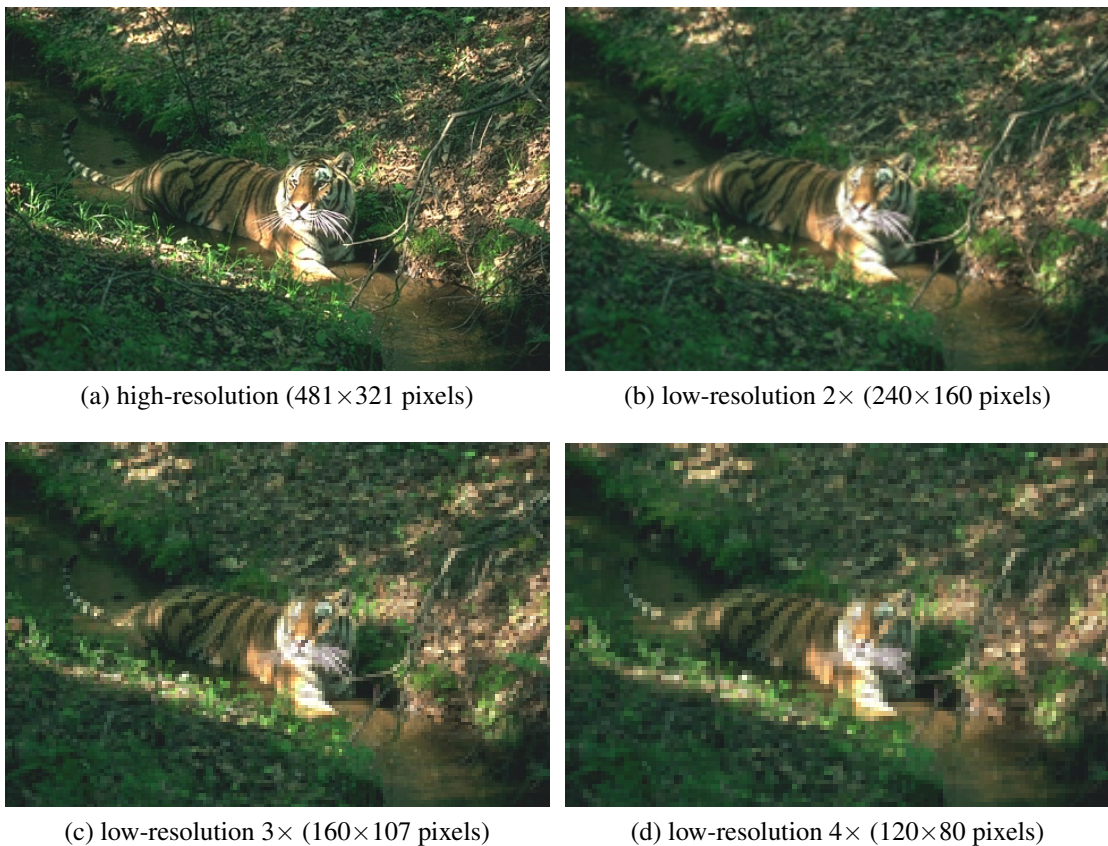 (a) high-resolution (481×321 pixels)
(b) low-resolution 2× (240×160 pixels)
(c) low-resolution 3× (160×107 pixels)
(d) low-resolution 4× (120×80 pixels)